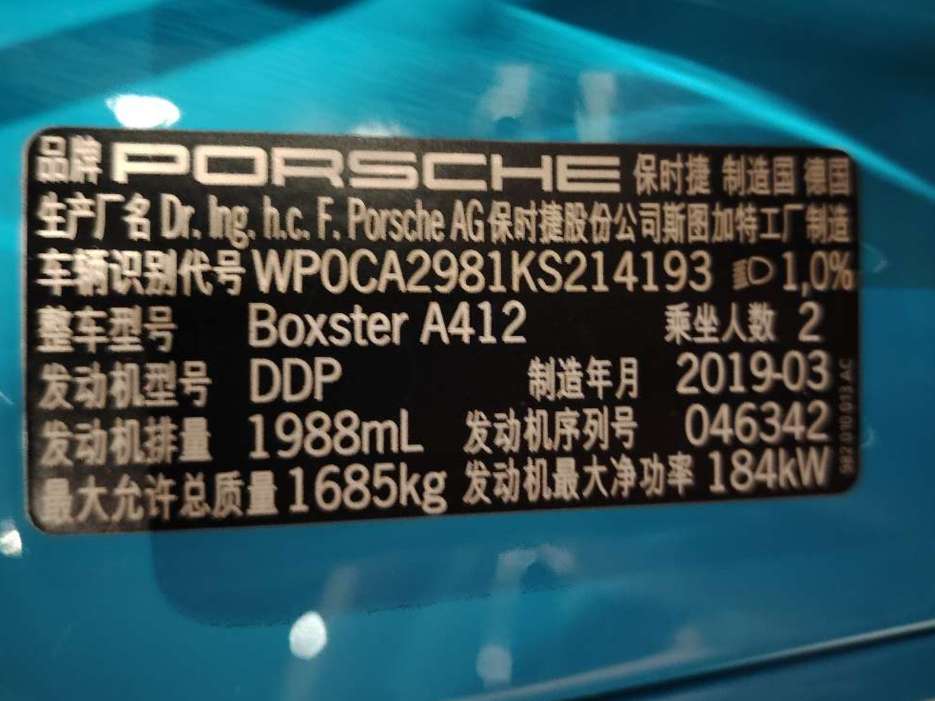 品牌 PORSCHE 保时捷 制造国 德国
生产厂名 Dr. Ing. h.c. F. Porsche AG 保时捷股份公司斯图加特工厂制造
车辆识别代号 WP0CA2981KS214193 1,0%
整车型号 Boxster A412 乘坐人数 2
发动机型号 DDP 制造年月 2019-03
发动机排量 1988mL 发动机序列号 046342
最大允许总质量 1685kg 发动机最大净功率 184kW
982.010.013.AC